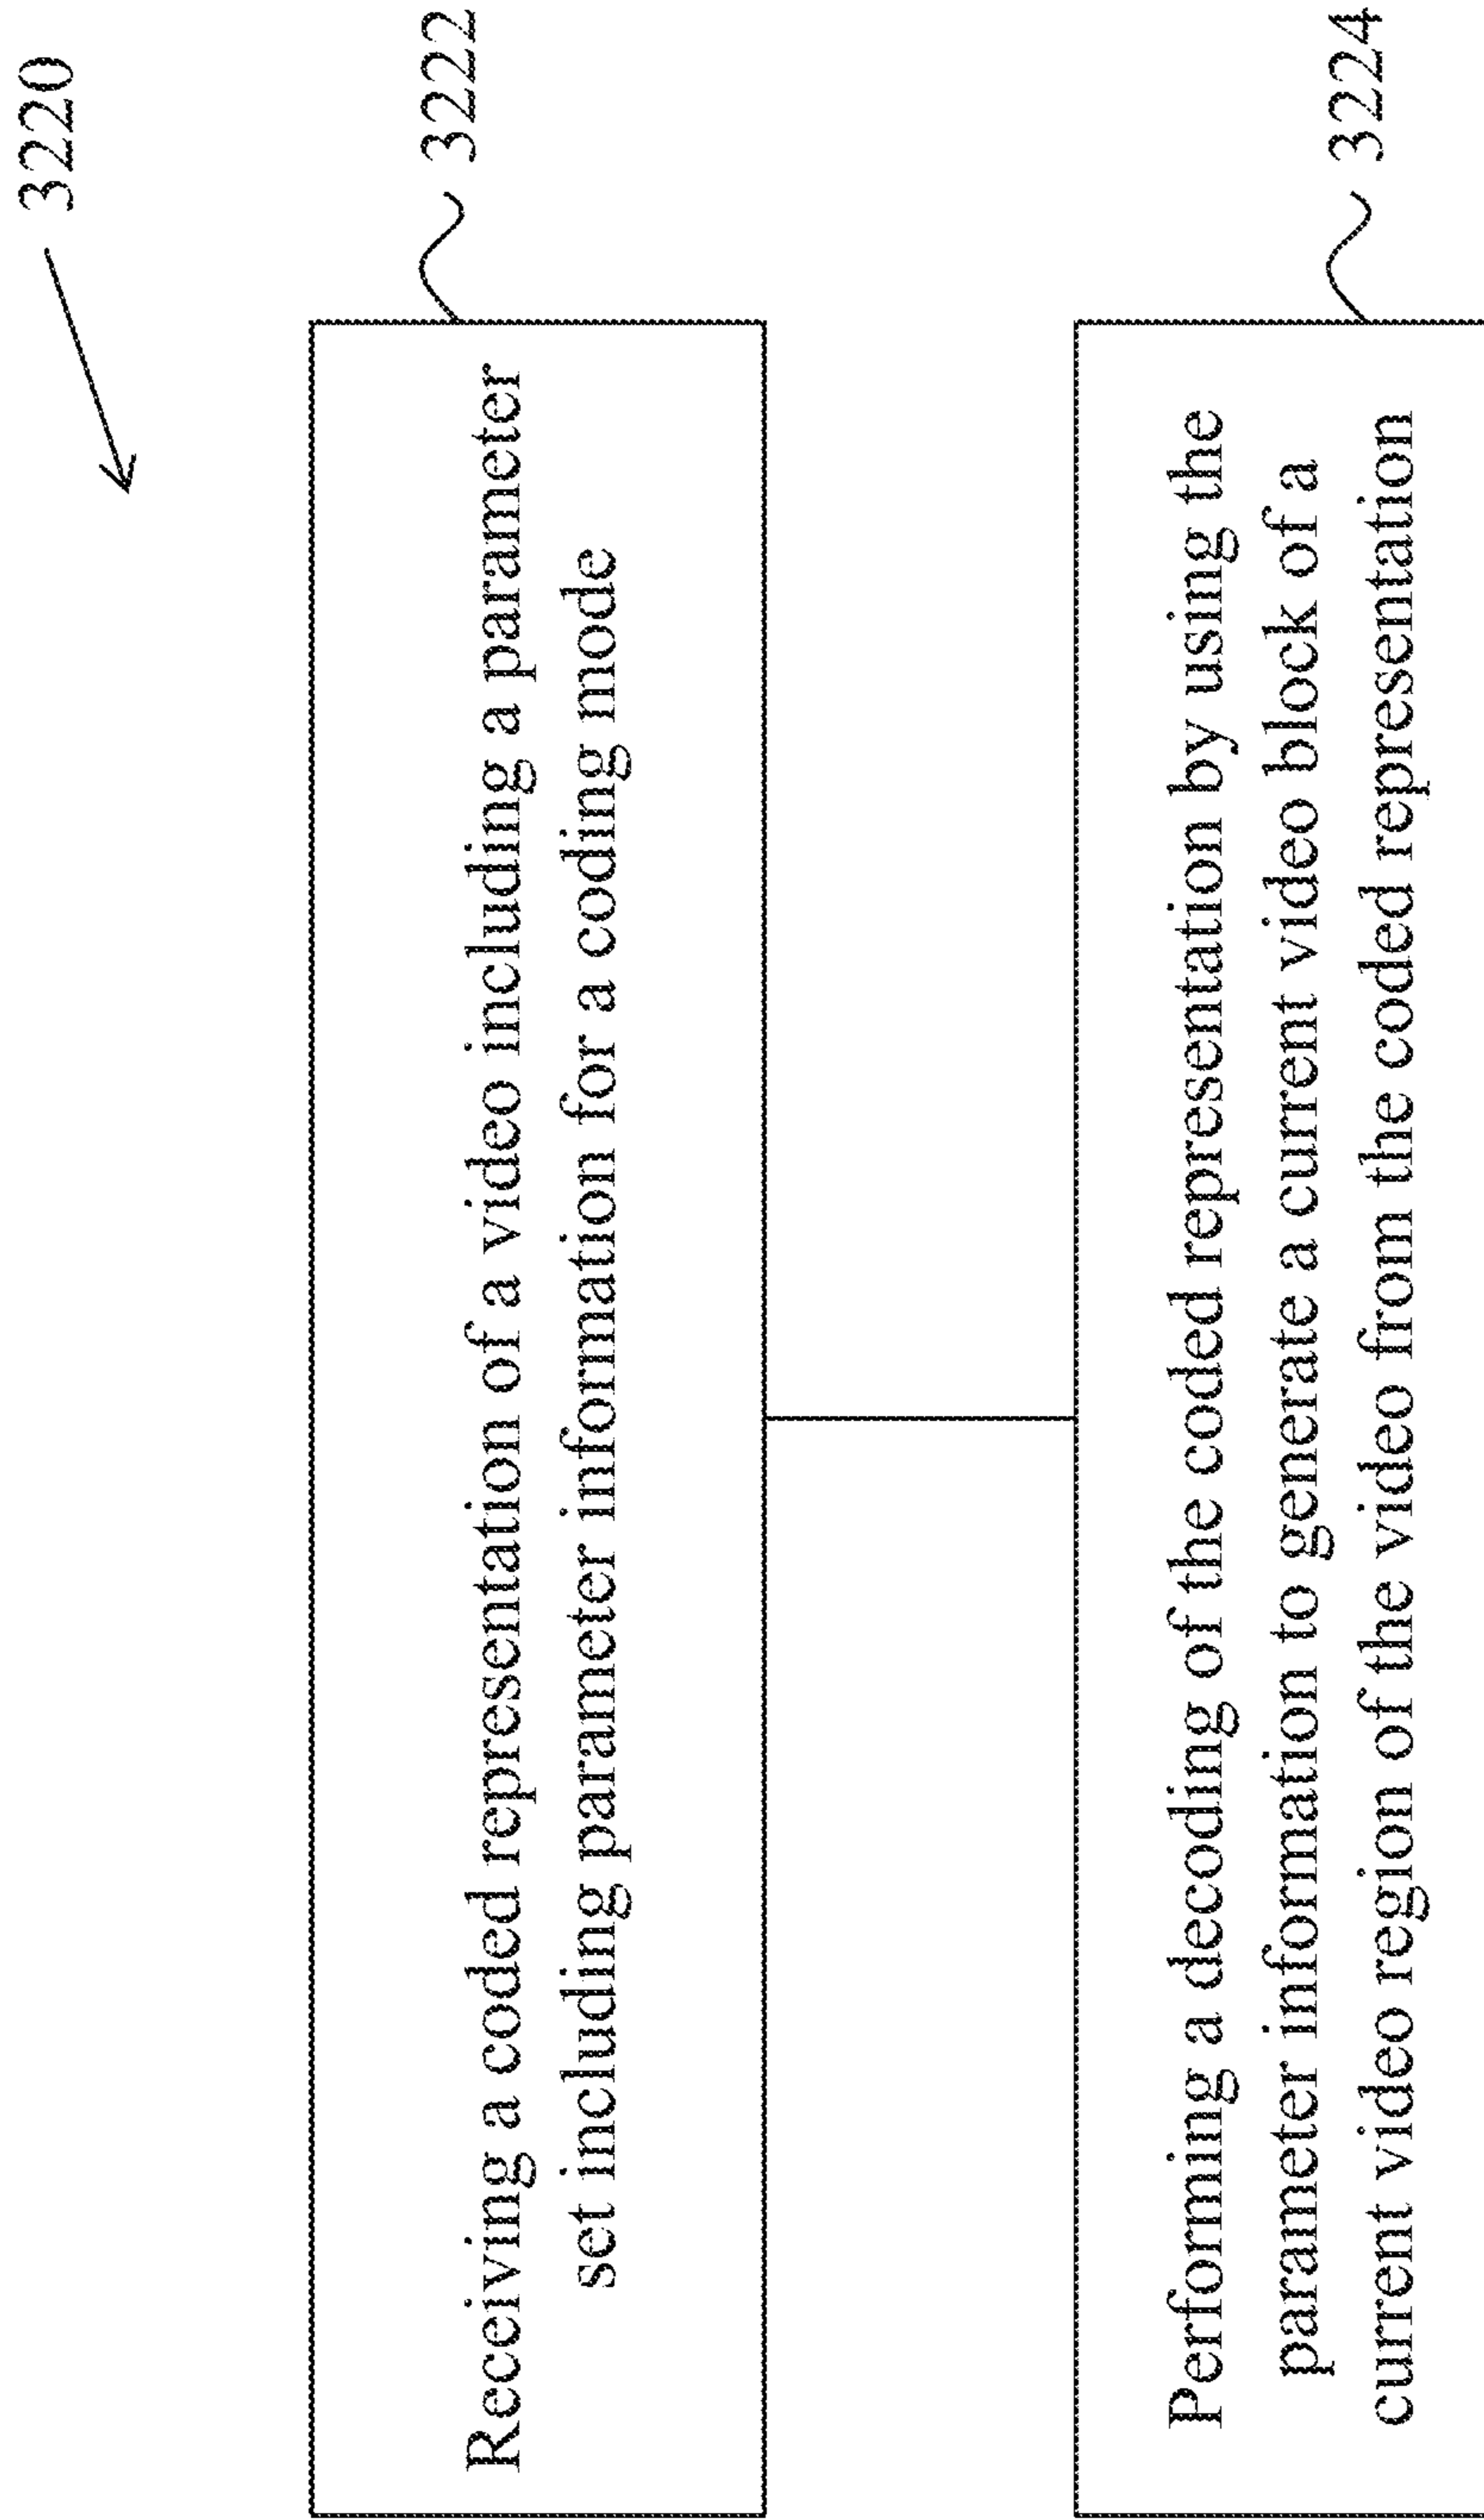 3220
Receiving a coded representation of a video including a parameter
set including parameter information for a coding mode
3222
Performing a decoding of the coded representation by using the
parameter information to generate a current video block of a
current video region of the video from the coded representation
3224